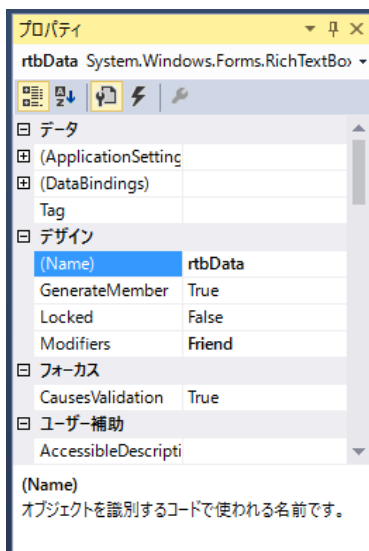 プロパティ
rtbData System.Windows.Forms.RichTextBox
データ
(ApplicationSetting
(DataBindings)
Tag
デザイン
(Name) rtbData
GenerateMember True
Locked False
Modifiers Friend
フォーカス
CausesValidation True
ユーザー補助
AccessibleDescripti
(Name)
オブジェクトを識別するコードで使われる名前です。